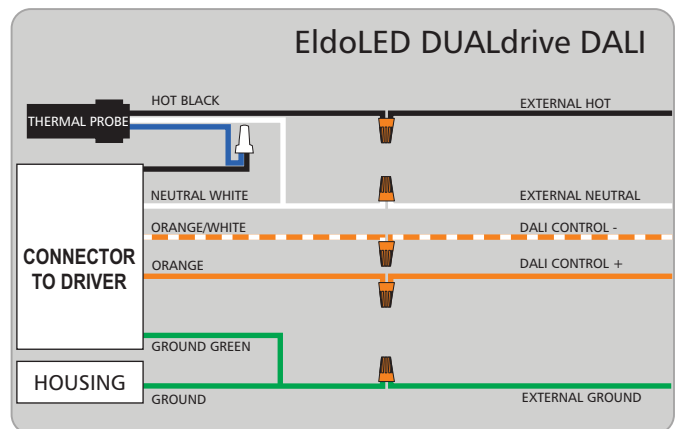 EldoLED DUALdrive DALI
HOT BLACK
EXTERNAL HOT
THERMAL PROBE
NEUTRAL WHITE
EXTERNAL NEUTRAL
ORANGE/WHITE
DALI CONTROL -
CONNECTOR
TO DRIVER
ORANGE
DALI CONTROL +
GROUND GREEN
HOUSING
GROUND
EXTERNAL GROUND